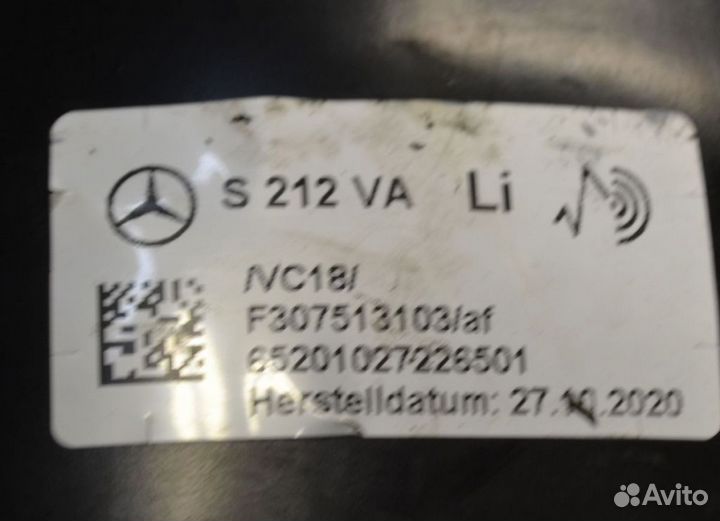 S 212 VA Li
/VC18/
F307513103/af
65201027226501
Herstelldatum: 27.10.2020
Avito